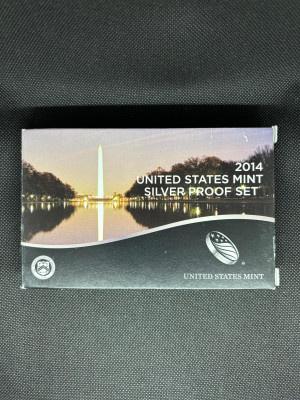 2014
UNITED STATES MINT
SILVER PROOF SET
UNITED STATES MINT